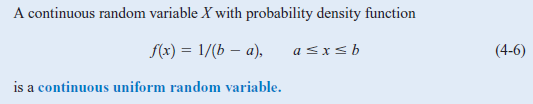 A continuous random variable X with probability density function
f(x) = 1/(b − a), a ≤ x ≤ b (4-6)
is a continuous uniform random variable.